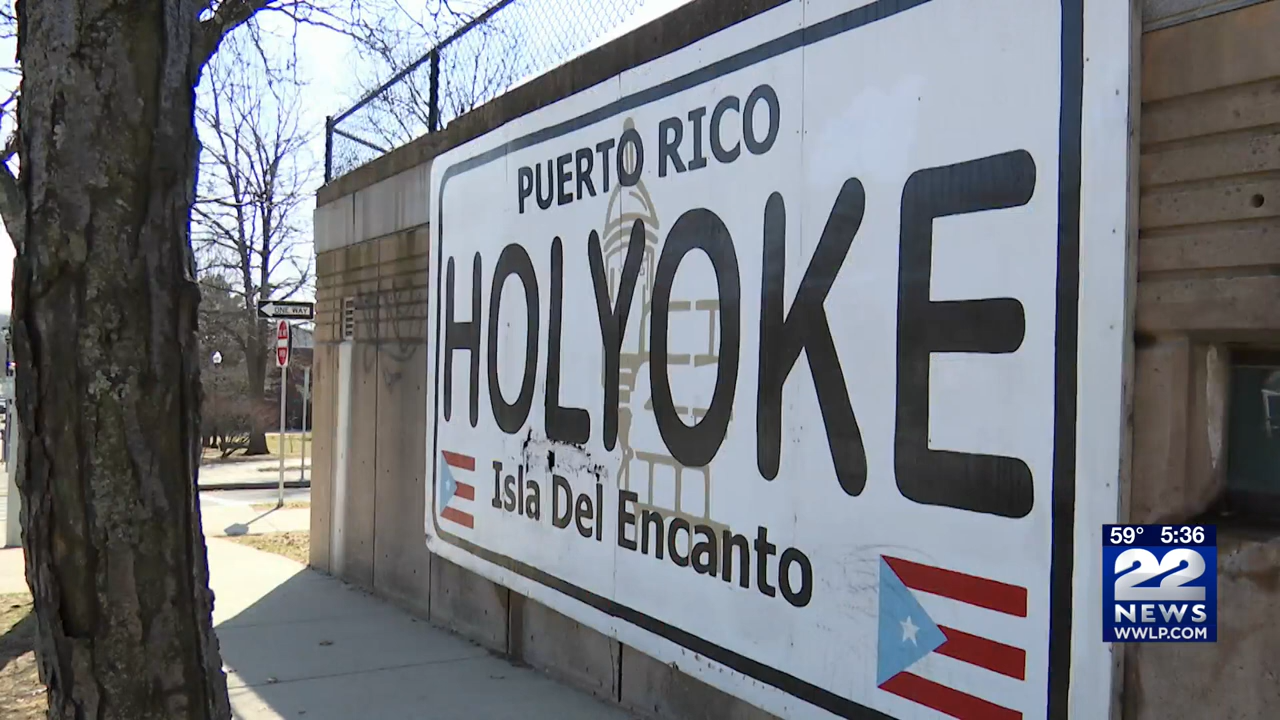 PUERTO RICO
HOLYOKE
Isla Del Encanto
ONE WAY
59° 5:36
22
NEWS
WWLP.COM